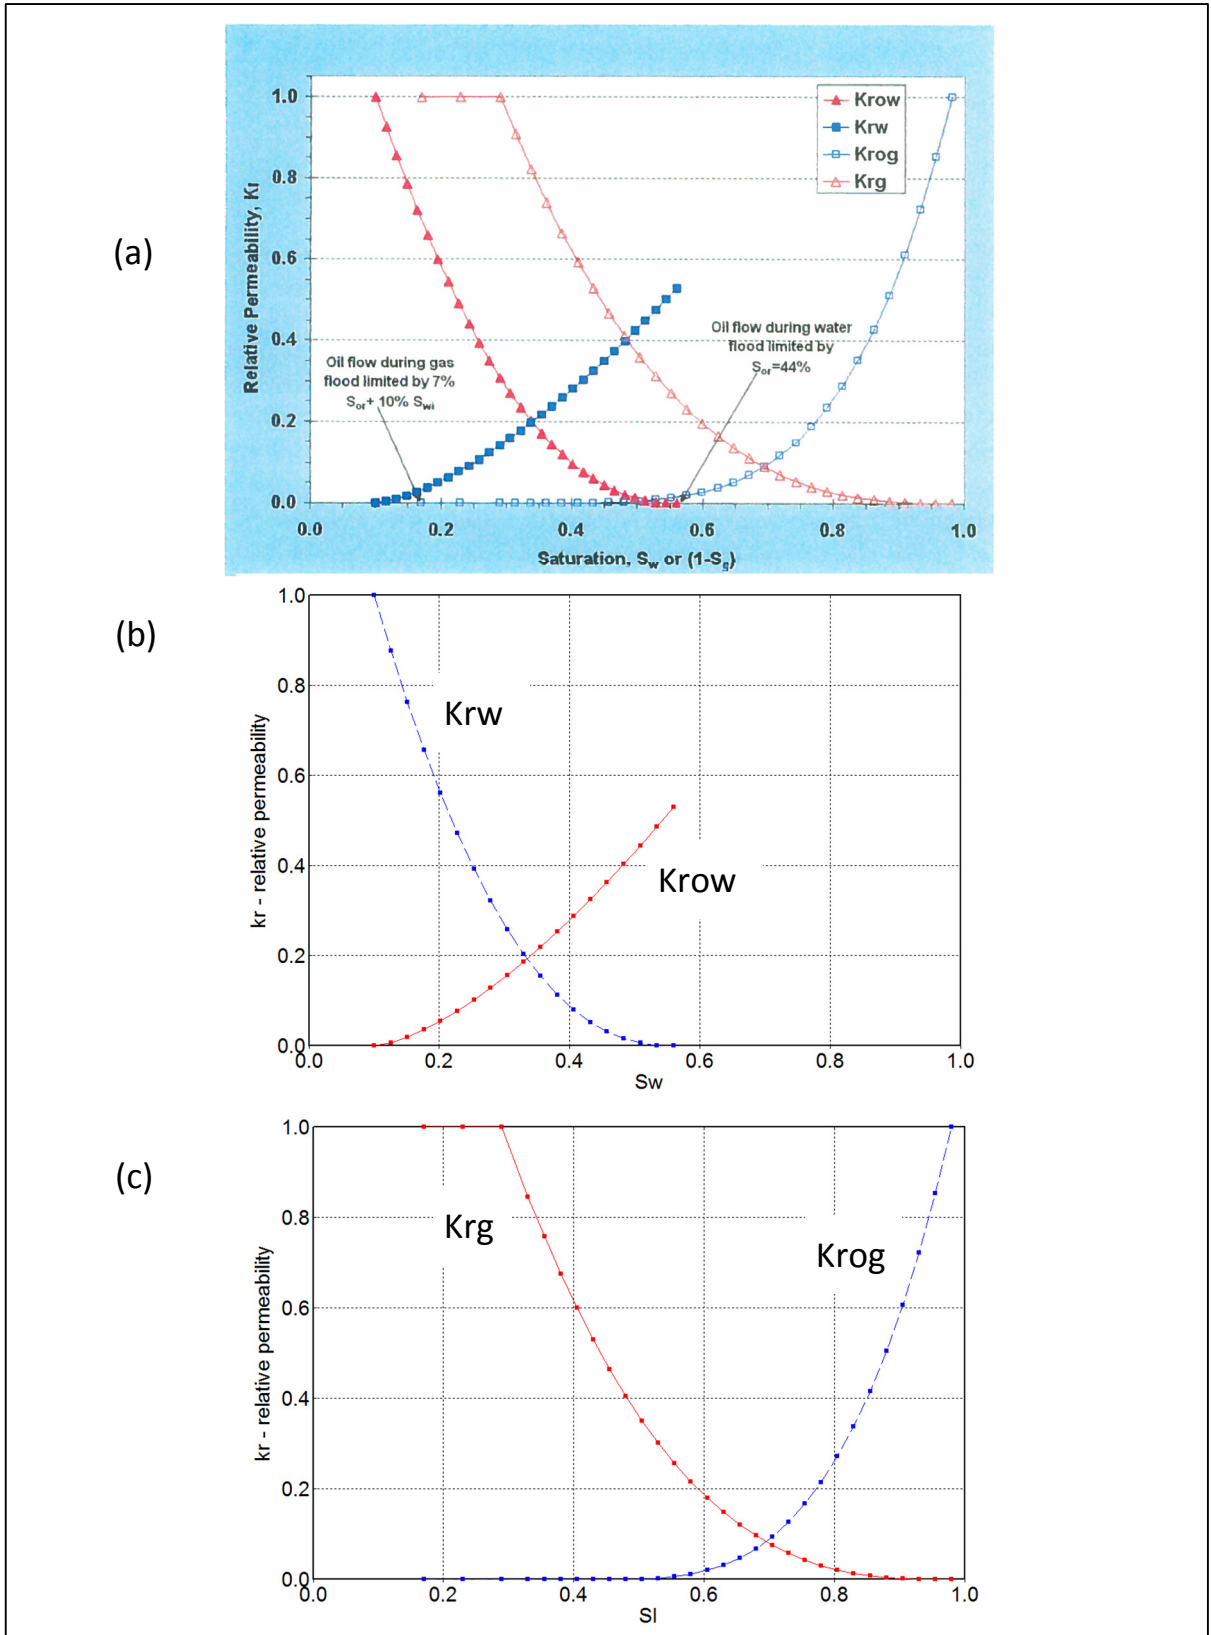 (a)
Krow
Krw
Krog
Krg
Relative Permeability, Kr
1.0
0.8
0.6
0.4
0.2
0.0
Oil flow during gas
flood limited by 7%
Sor+ 10% Swi
Oil flow during water
flood limited by
Sor=44%
0.0 0.2 0.4 0.6 0.8 1.0
Saturation, Sw or (1-Sg)
(b)
kr - relative permeability
1.0
0.8
0.6
0.4
0.2
0.0
Krw
Krow
0.0 0.2 0.4 0.6 0.8 1.0
Sw
(c)
kr - relative permeability
1.0
0.8
0.6
0.4
0.2
0.0
Krg
Krog
0.0 0.2 0.4 0.6 0.8 1.0
Sl